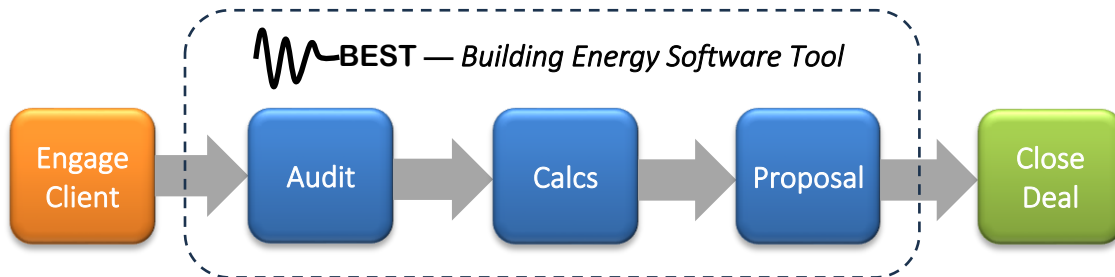 BEST — Building Energy Software Tool
Engage
Client
Audit
Calcs
Proposal
Close
Deal